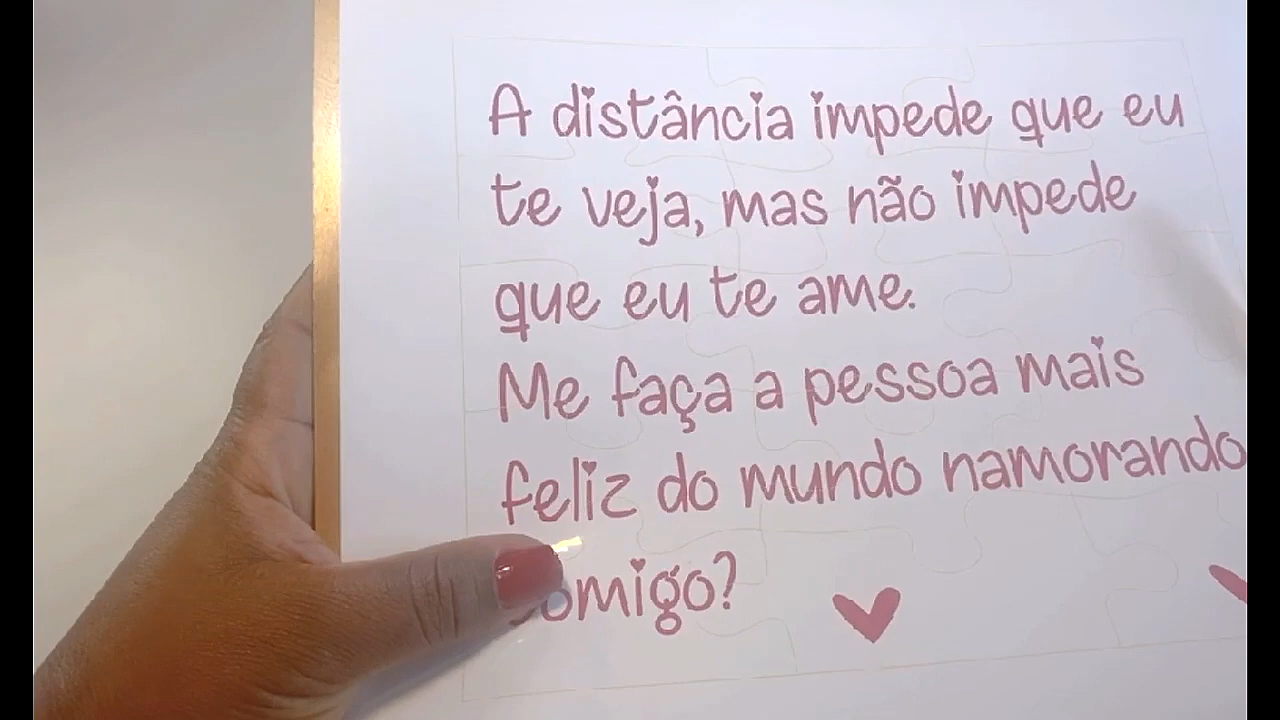 A distância impede que eu
te veja, mas não impede
que eu te ame.
Me faça a pessoa mais
feliz do mundo namorando
comigo?